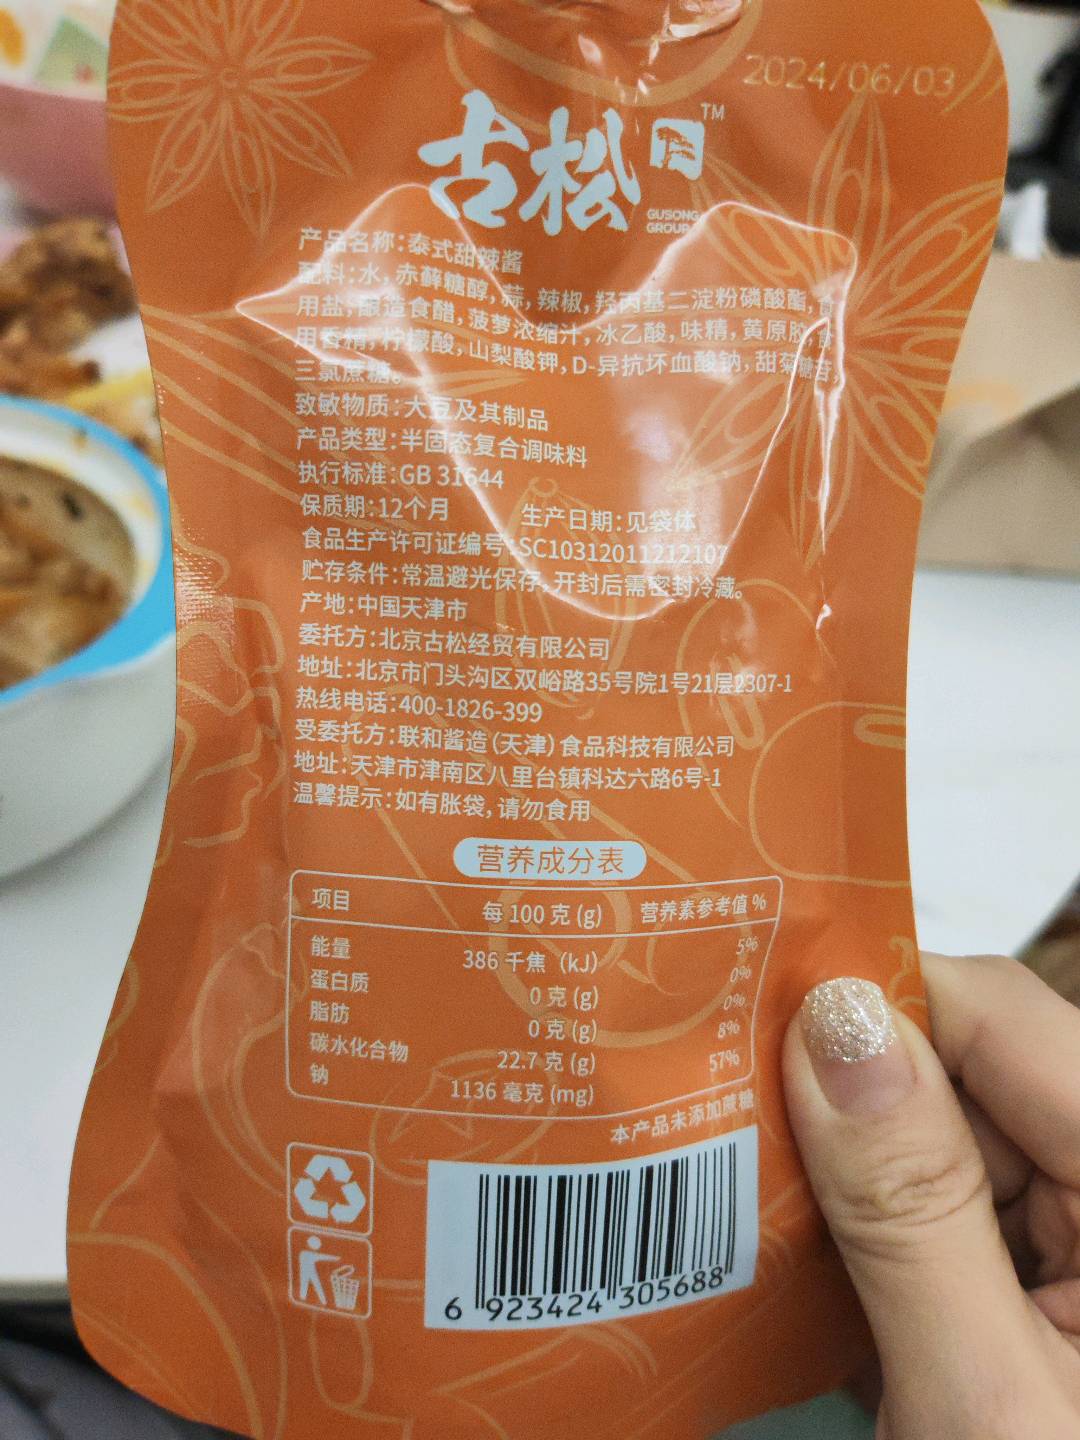 2024/06/03
古松
TM
GUSONG
GROUP
产品名称：泰式甜辣酱
配料：水，赤藓糖醇，蒜，辣椒，羟丙基二淀粉磷酸酯，食
用盐，酿造食醋，菠萝浓缩汁，冰乙酸，味精，黄原胶，食
用香精，柠檬酸，山梨酸钾，D-异抗坏血酸钠，甜菊糖苷，
三氯蔗糖。
致敏物质：大豆及其制品
产品类型：半固态复合调味料
执行标准：GB 31644
保质期：12个月 生产日期：见袋体
食品生产许可证编号：SC10312011212107
贮存条件：常温避光保存，开封后需密封冷藏。
产地：中国天津市
委托方：北京古松经贸有限公司
地址：北京市门头沟区双峪路35号院1号21层2307-1
热线电话：400-1826-399
受委托方：联和酱造（天津）食品科技有限公司
地址：天津市津南区八里台镇科达六路6号-1
温馨提示：如有胀袋，请勿食用
营养成分表
项目 每 100 克 (g) 营养素参考值 %
能量 386 千焦（kJ） 5%
蛋白质 0 克 (g) 0%
脂肪 0 克 (g) 0%
碳水化合物 22.7 克 (g) 8%
钠 1136 毫克 (mg) 57%
本产品未添加蔗糖
6 923424 305688